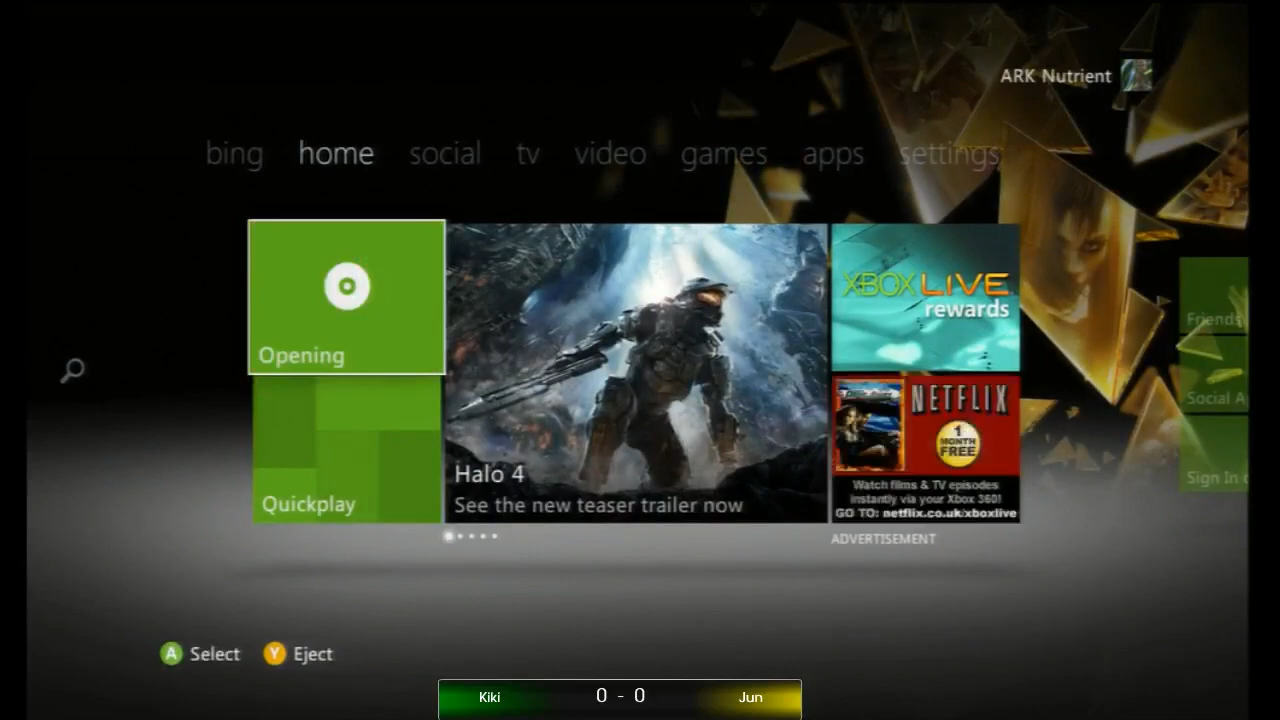 ARK Nutrient
bing home social tv video games apps settings
Opening
Quickplay
Halo 4
See the new teaser trailer now
XBOX LIVE
rewards
NETFLIX
1
MONTH
FREE
Watch films & TV episodes
instantly via your Xbox 360!
GO TO: netflix.co.uk/xboxlive
ADVERTISEMENT
Friends
Social A
Sign In o
A Select Y Eject
Kiki 0 - 0 Jun